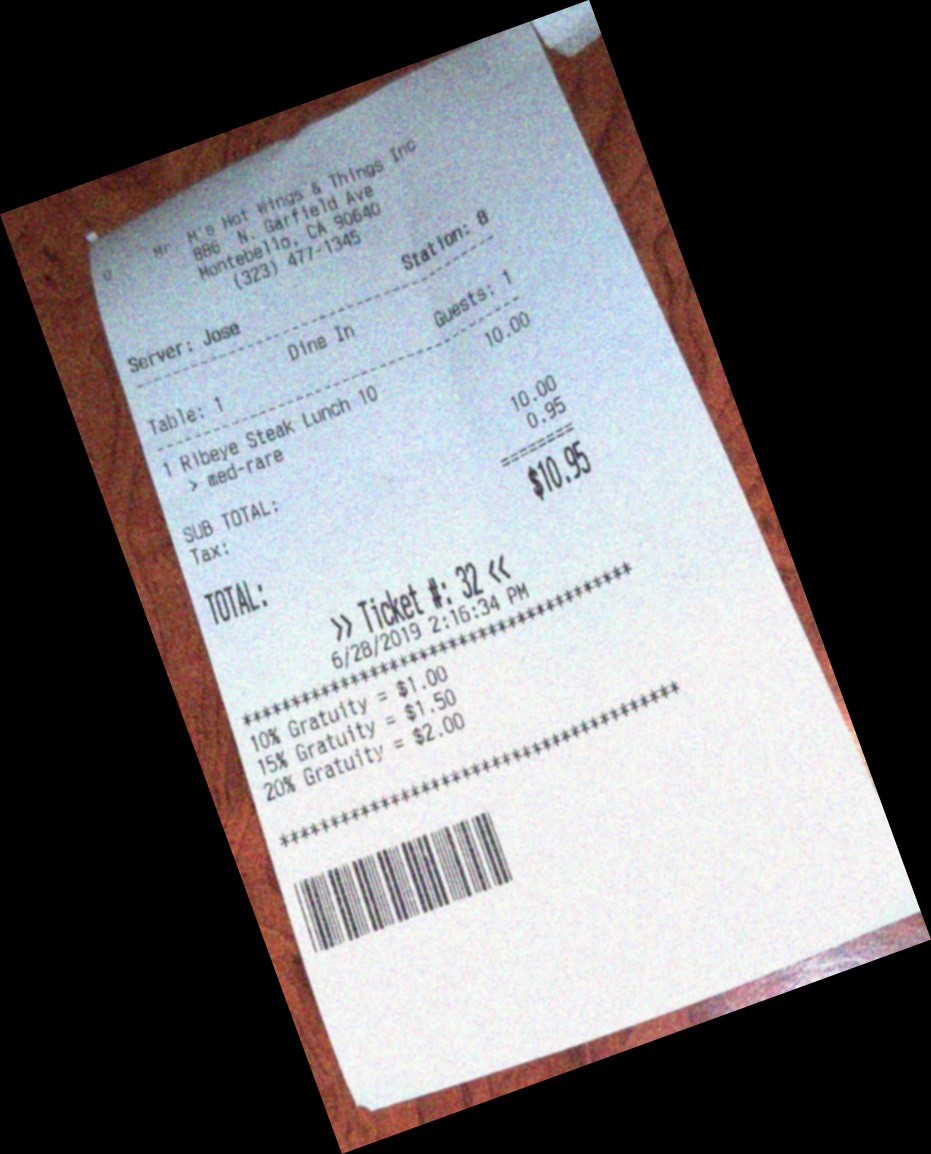 Mr M's Hot Wings & Things Inc
886 N. Garfield Ave
Montebello, CA 90640
(323) 477-1345
Server: Jose Station: 8
----------------------------------------
Dine In
Table: 1 Guests: 1
----------------------------------------
1 Ribeye Steak Lunch 10 10.00
> med-rare
SUB TOTAL: 10.00
Tax: 0.95
========
TOTAL: $10.95
>> Ticket #: 32 <<
6/28/2019 2:16:34 PM
****************************************
10% Gratuity = $1.00
15% Gratuity = $1.50
20% Gratuity = $2.00
****************************************